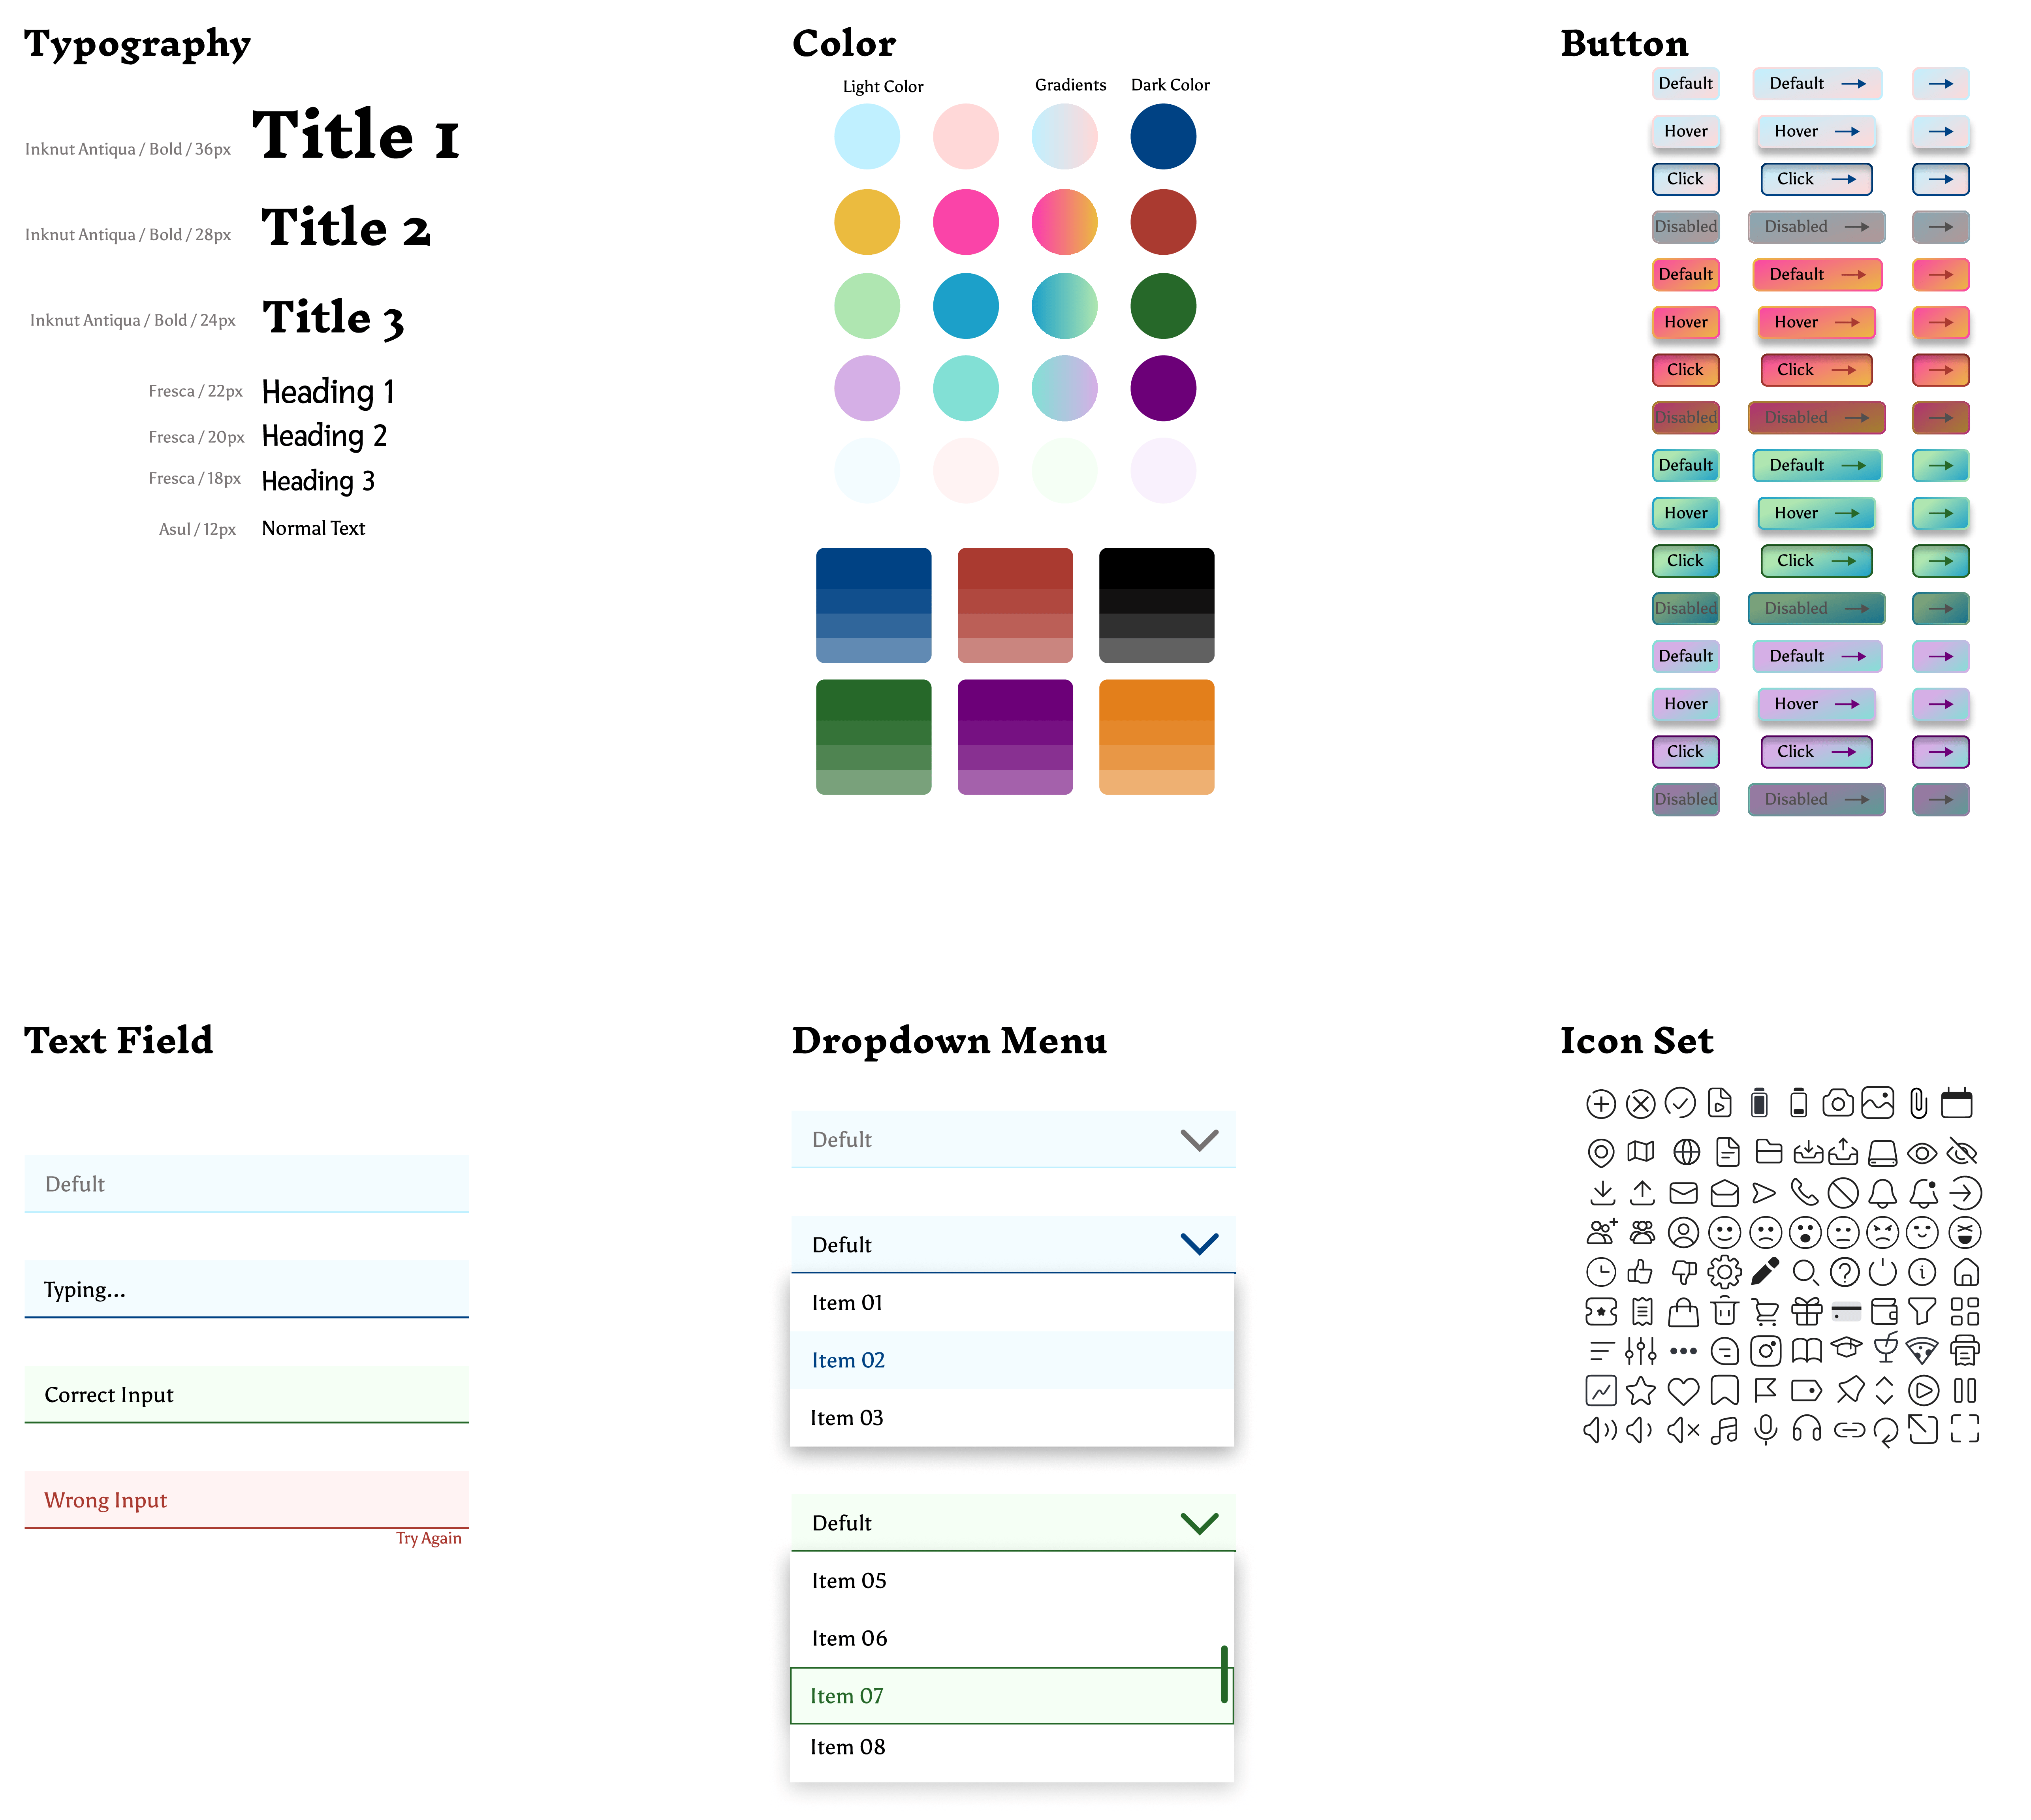 Typography
Inknut Antiqua / Bold / 36px Title 1
Inknut Antiqua / Bold / 28px Title 2
Inknut Antiqua / Bold / 24px Title 3
Fresca / 22px Heading 1
Fresca / 20px Heading 2
Fresca / 18px Heading 3
Asul / 12px Normal Text
Color
Light Color Gradients Dark Color
Button
Default Default
Hover Hover
Click Click
Disabled Disabled
Default Default
Hover Hover
Click Click
Disabled Disabled
Default Default
Hover Hover
Click Click
Disabled Disabled
Default Default
Hover Hover
Click Click
Disabled Disabled
Text Field
Defult
Typing...
Correct Input
Wrong Input
Try Again
Dropdown Menu
Defult
Defult
Item 01
Item 02
Item 03
Defult
Item 05
Item 06
Item 07
Item 08
Icon Set